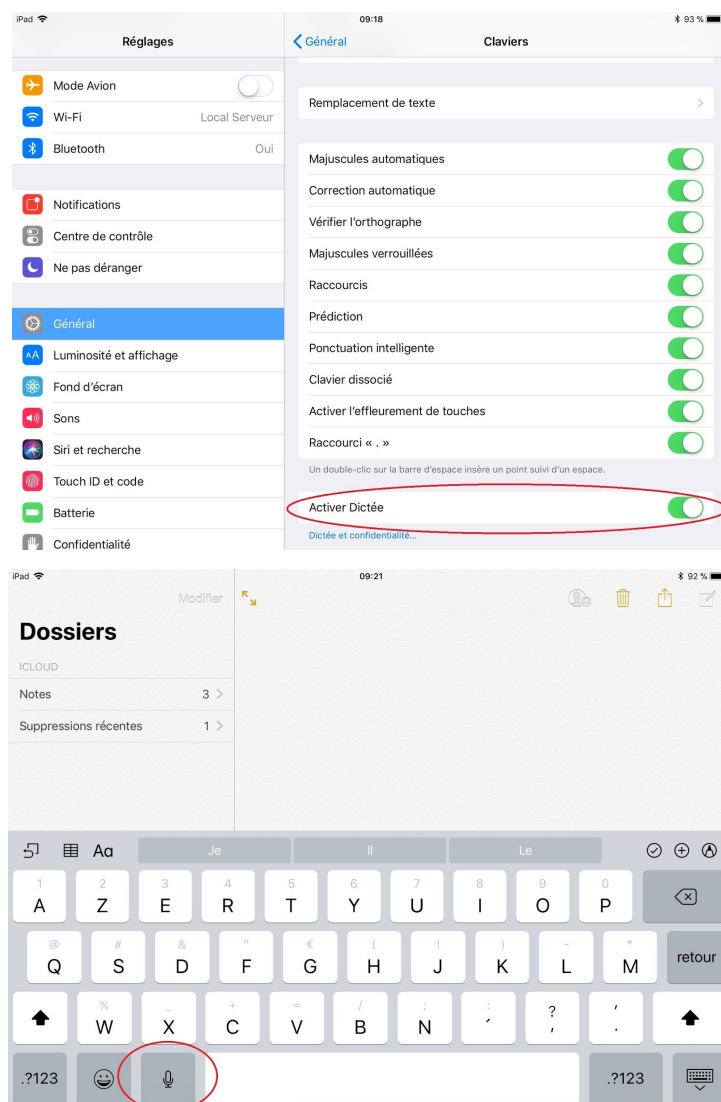 iPad 09:18 93 %
Réglages
Général Claviers
Mode Avion
Wi-Fi Local Serveur
Bluetooth Oui
Notifications
Centre de contrôle
Ne pas déranger
Général
Luminosité et affichage
Fond d'écran
Sons
Siri et recherche
Touch ID et code
Batterie
Confidentialité
Remplacement de texte
Majuscules automatiques
Correction automatique
Vérifier l'orthographe
Majuscules verrouillées
Raccourcis
Prédiction
Ponctuation intelligente
Clavier dissocié
Activer l'effleurement de touches
Raccourci « . »
Un double-clic sur la barre d'espace insère un point suivi d'un espace.
Activer Dictée
Dictée et confidentialité...
iPad 09:21 92 %
Modifier
Dossiers
ICLOUD
Notes 3
Suppressions récentes 1
Aa Je Il Le
1 2 3 4 5 6 7 8 9 0
A Z E R T Y U I O P
@ # & " € ( ! ) - *
Q S D F G H J K L M retour
% _ + = / ; : ? '
W X C V B N ´ , .
.?123 .?123